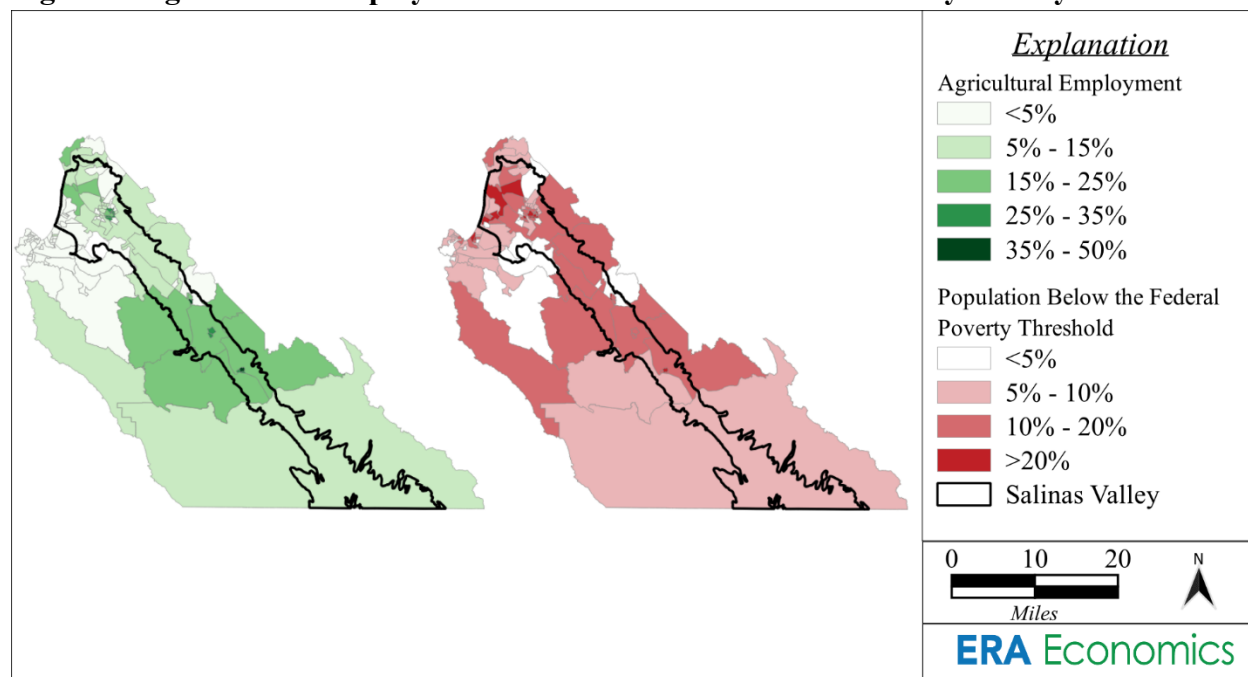 Explanation
Agricultural Employment
<5%
5% - 15%
15% - 25%
25% - 35%
35% - 50%
Population Below the Federal
Poverty Threshold
<5%
5% - 10%
10% - 20%
>20%
Salinas Valley
0 10 20
Miles
N
ERA Economics